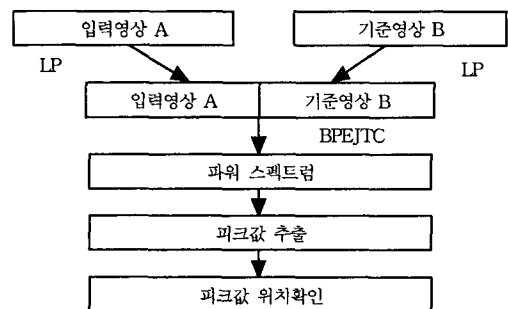 입력영상 A
기준영상 B
LP
LP
입력영상 A
기준영상 B
BPEJTC
파워 스펙트럼
피크값 추출
피크값 위치확인